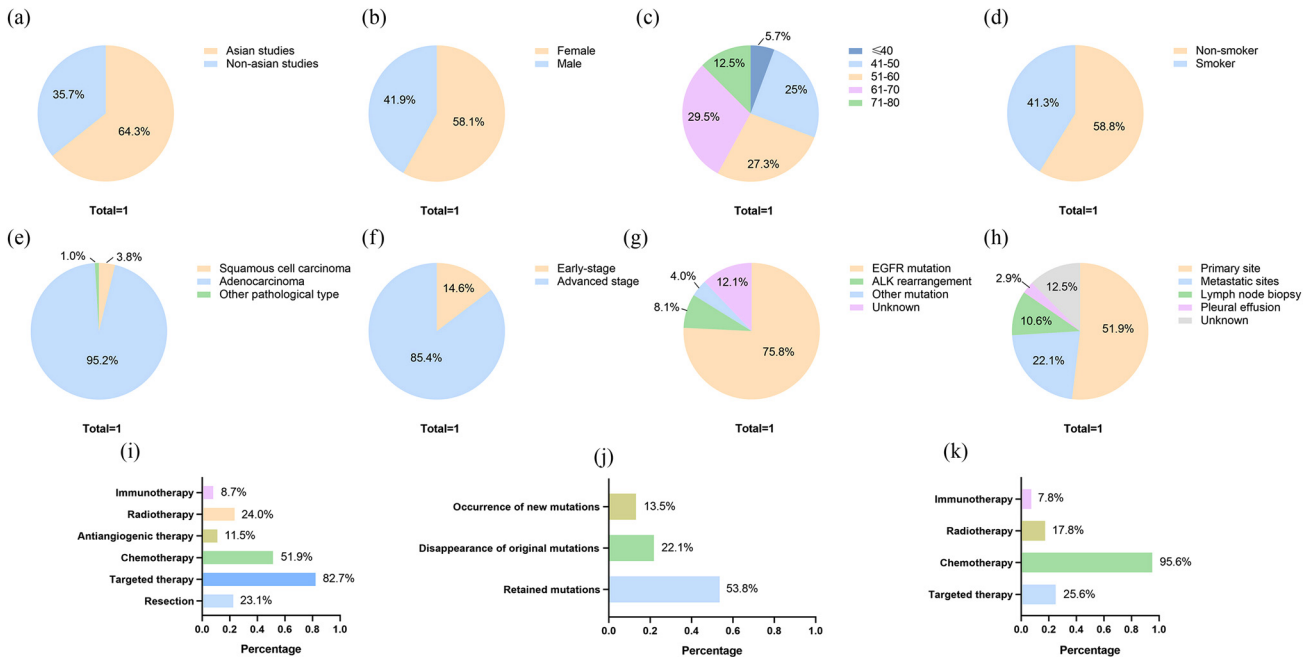 (a)
Asian studies
Non-asian studies
35.7%
64.3%
Total=1
(b)
Female
Male
41.9%
58.1%
Total=1
(c)
5.7%
⩽40
41-50
51-60
61-70
71-80
12.5%
25%
29.5%
27.3%
Total=1
(d)
Non-smoker
Smoker
41.3%
58.8%
Total=1
(e)
1.0%
3.8%
Squamous cell carcinoma
Adenocarcinoma
Other pathological type
95.2%
Total=1
(f)
Early-stage
Advanced stage
14.6%
85.4%
Total=1
(g)
4.0%
12.1%
8.1%
EGFR mutation
ALK rearrangement
Other mutation
Unknown
75.8%
Total=1
(h)
2.9%
12.5%
Primary site
Metastatic sites
Lymph node biopsy
Pleural effusion
Unknown
10.6%
51.9%
22.1%
Total=1
(i)
Immunotherapy 8.7%
Radiotherapy 24.0%
Antiangiogenic therapy 11.5%
Chemotherapy 51.9%
Targeted therapy 82.7%
Resection 23.1%
0.0 0.2 0.4 0.6 0.8 1.0
Percentage
(j)
Occurrence of new mutations 13.5%
Disappearance of original mutations 22.1%
Retained mutations 53.8%
0.0 0.2 0.4 0.6 0.8 1.0
Percentage
(k)
Immunotherapy 7.8%
Radiotherapy 17.8%
Chemotherapy 95.6%
Targeted therapy 25.6%
0.0 0.2 0.4 0.6 0.8 1.0
Percentage